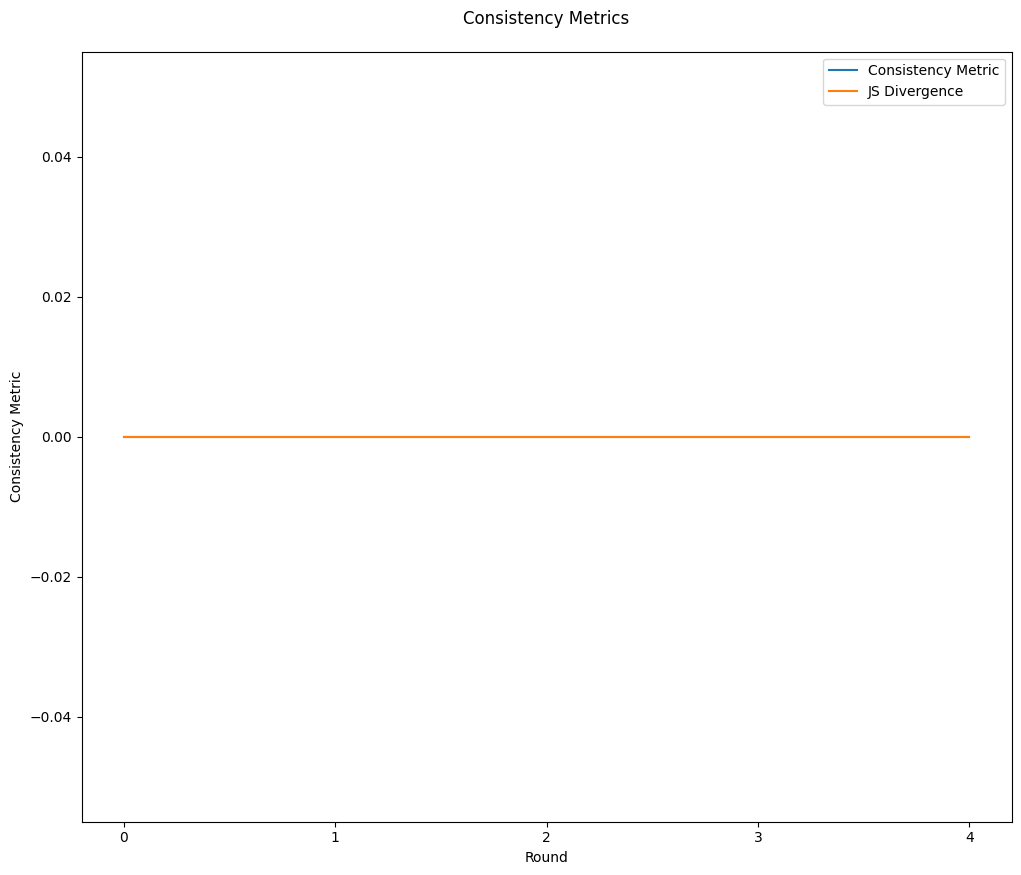 Consistency Metrics
Consistency Metric
JS Divergence
0.04
0.02
0.00
−0.02
−0.04
Consistency Metric
0 1 2 3 4
Round